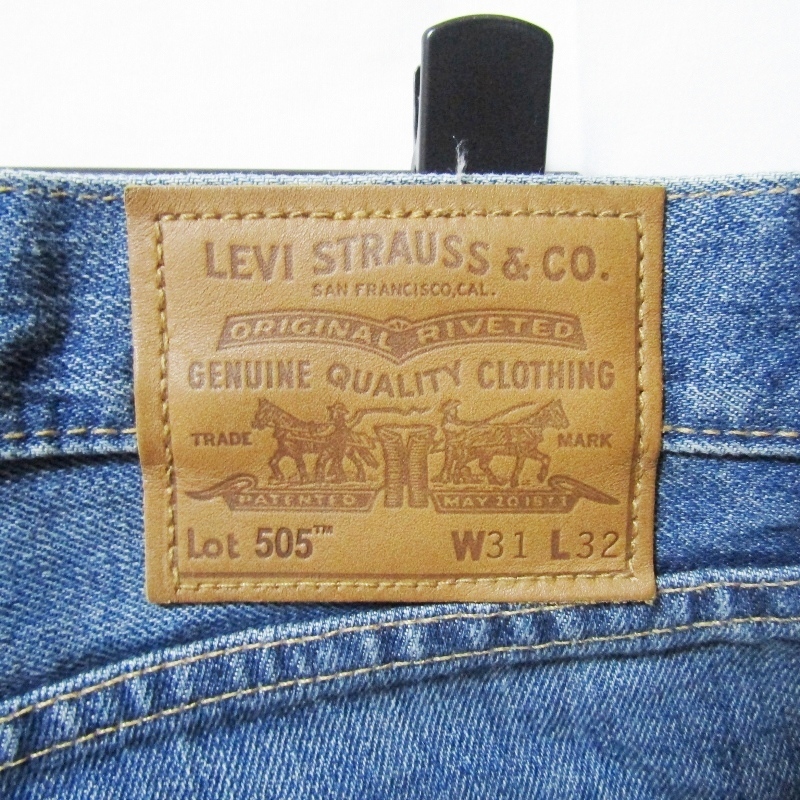 LEVI STRAUSS & CO.
SAN FRANCISCO, CAL.
ORIGINAL RIVETED
GENUINE QUALITY CLOTHING
TRADE MARK
PATENTED MAY 20 1873
Lot 505™ W31 L32